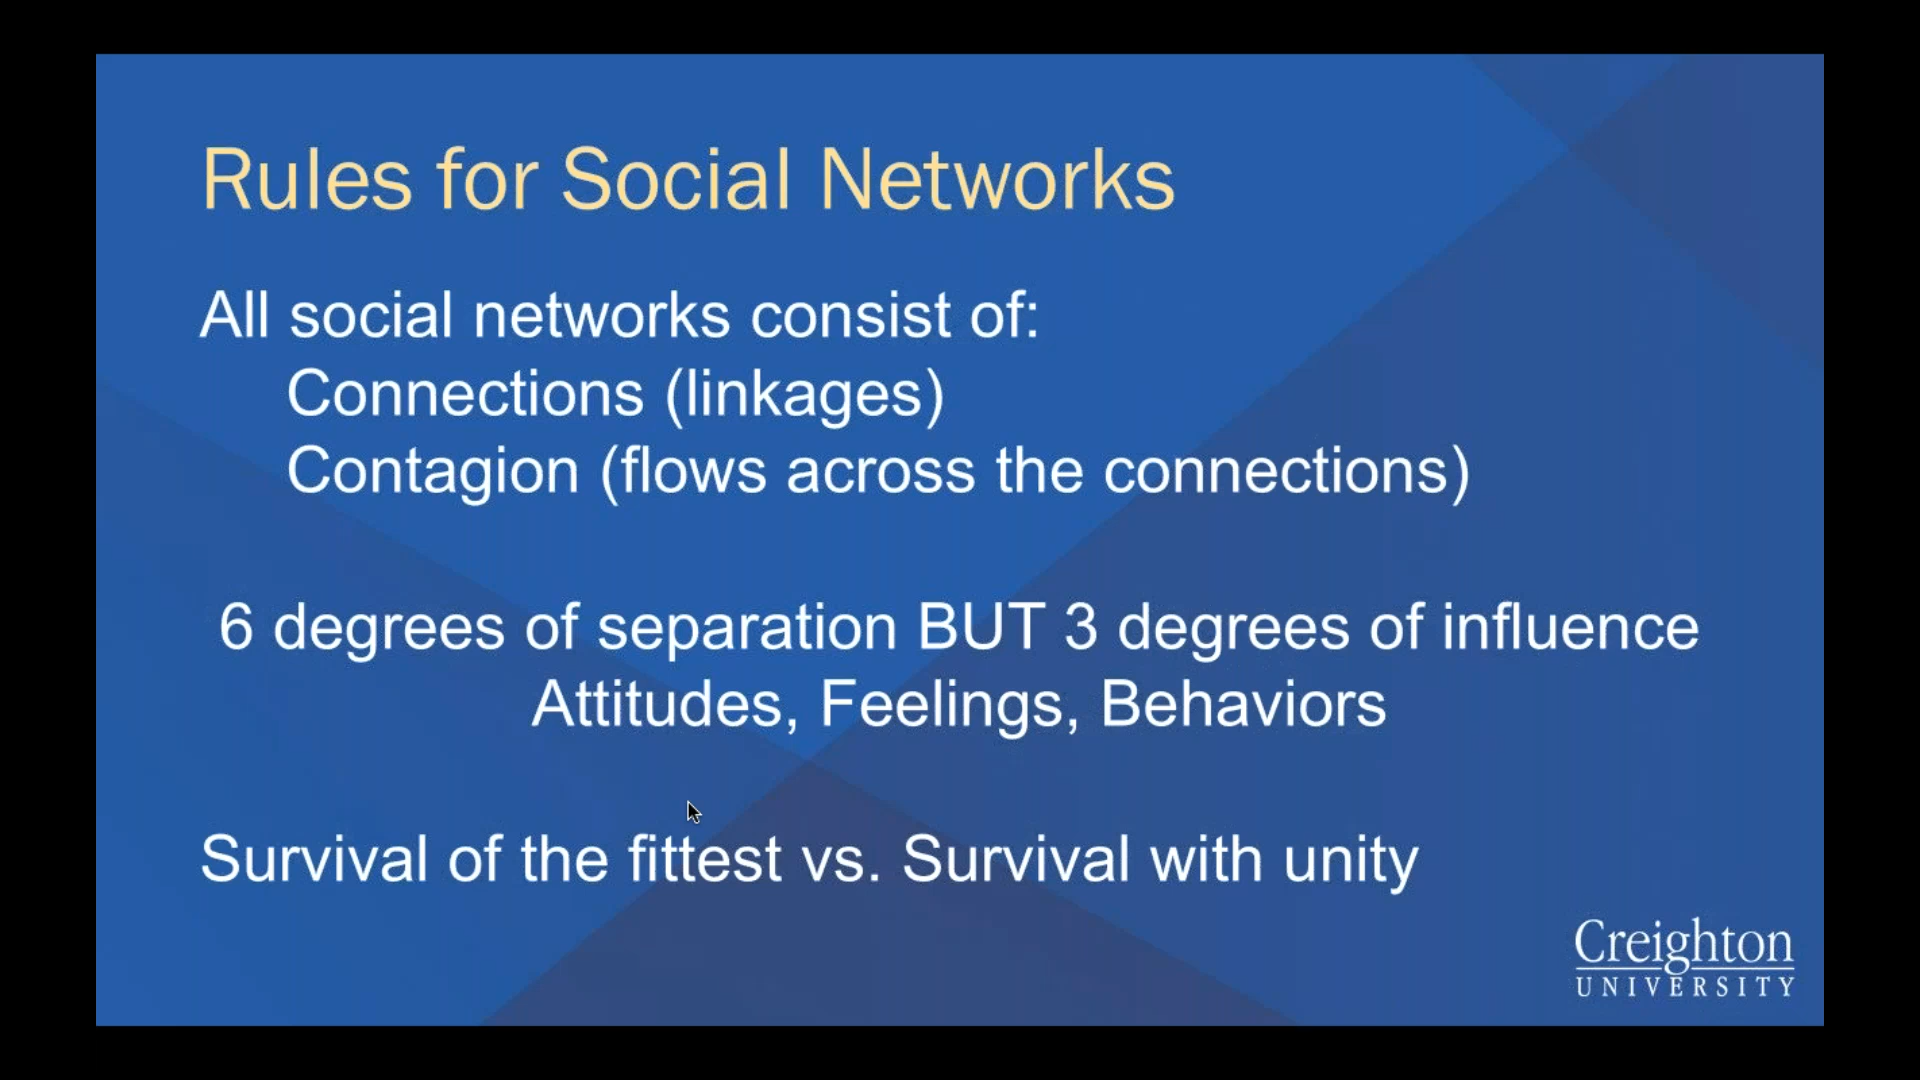 Rules for Social Networks
All social networks consist of:
Connections (linkages)
Contagion (flows across the connections)
6 degrees of separation BUT 3 degrees of influence
Attitudes, Feelings, Behaviors
Survival of the fittest vs. Survival with unity
Creighton
UNIVERSITY